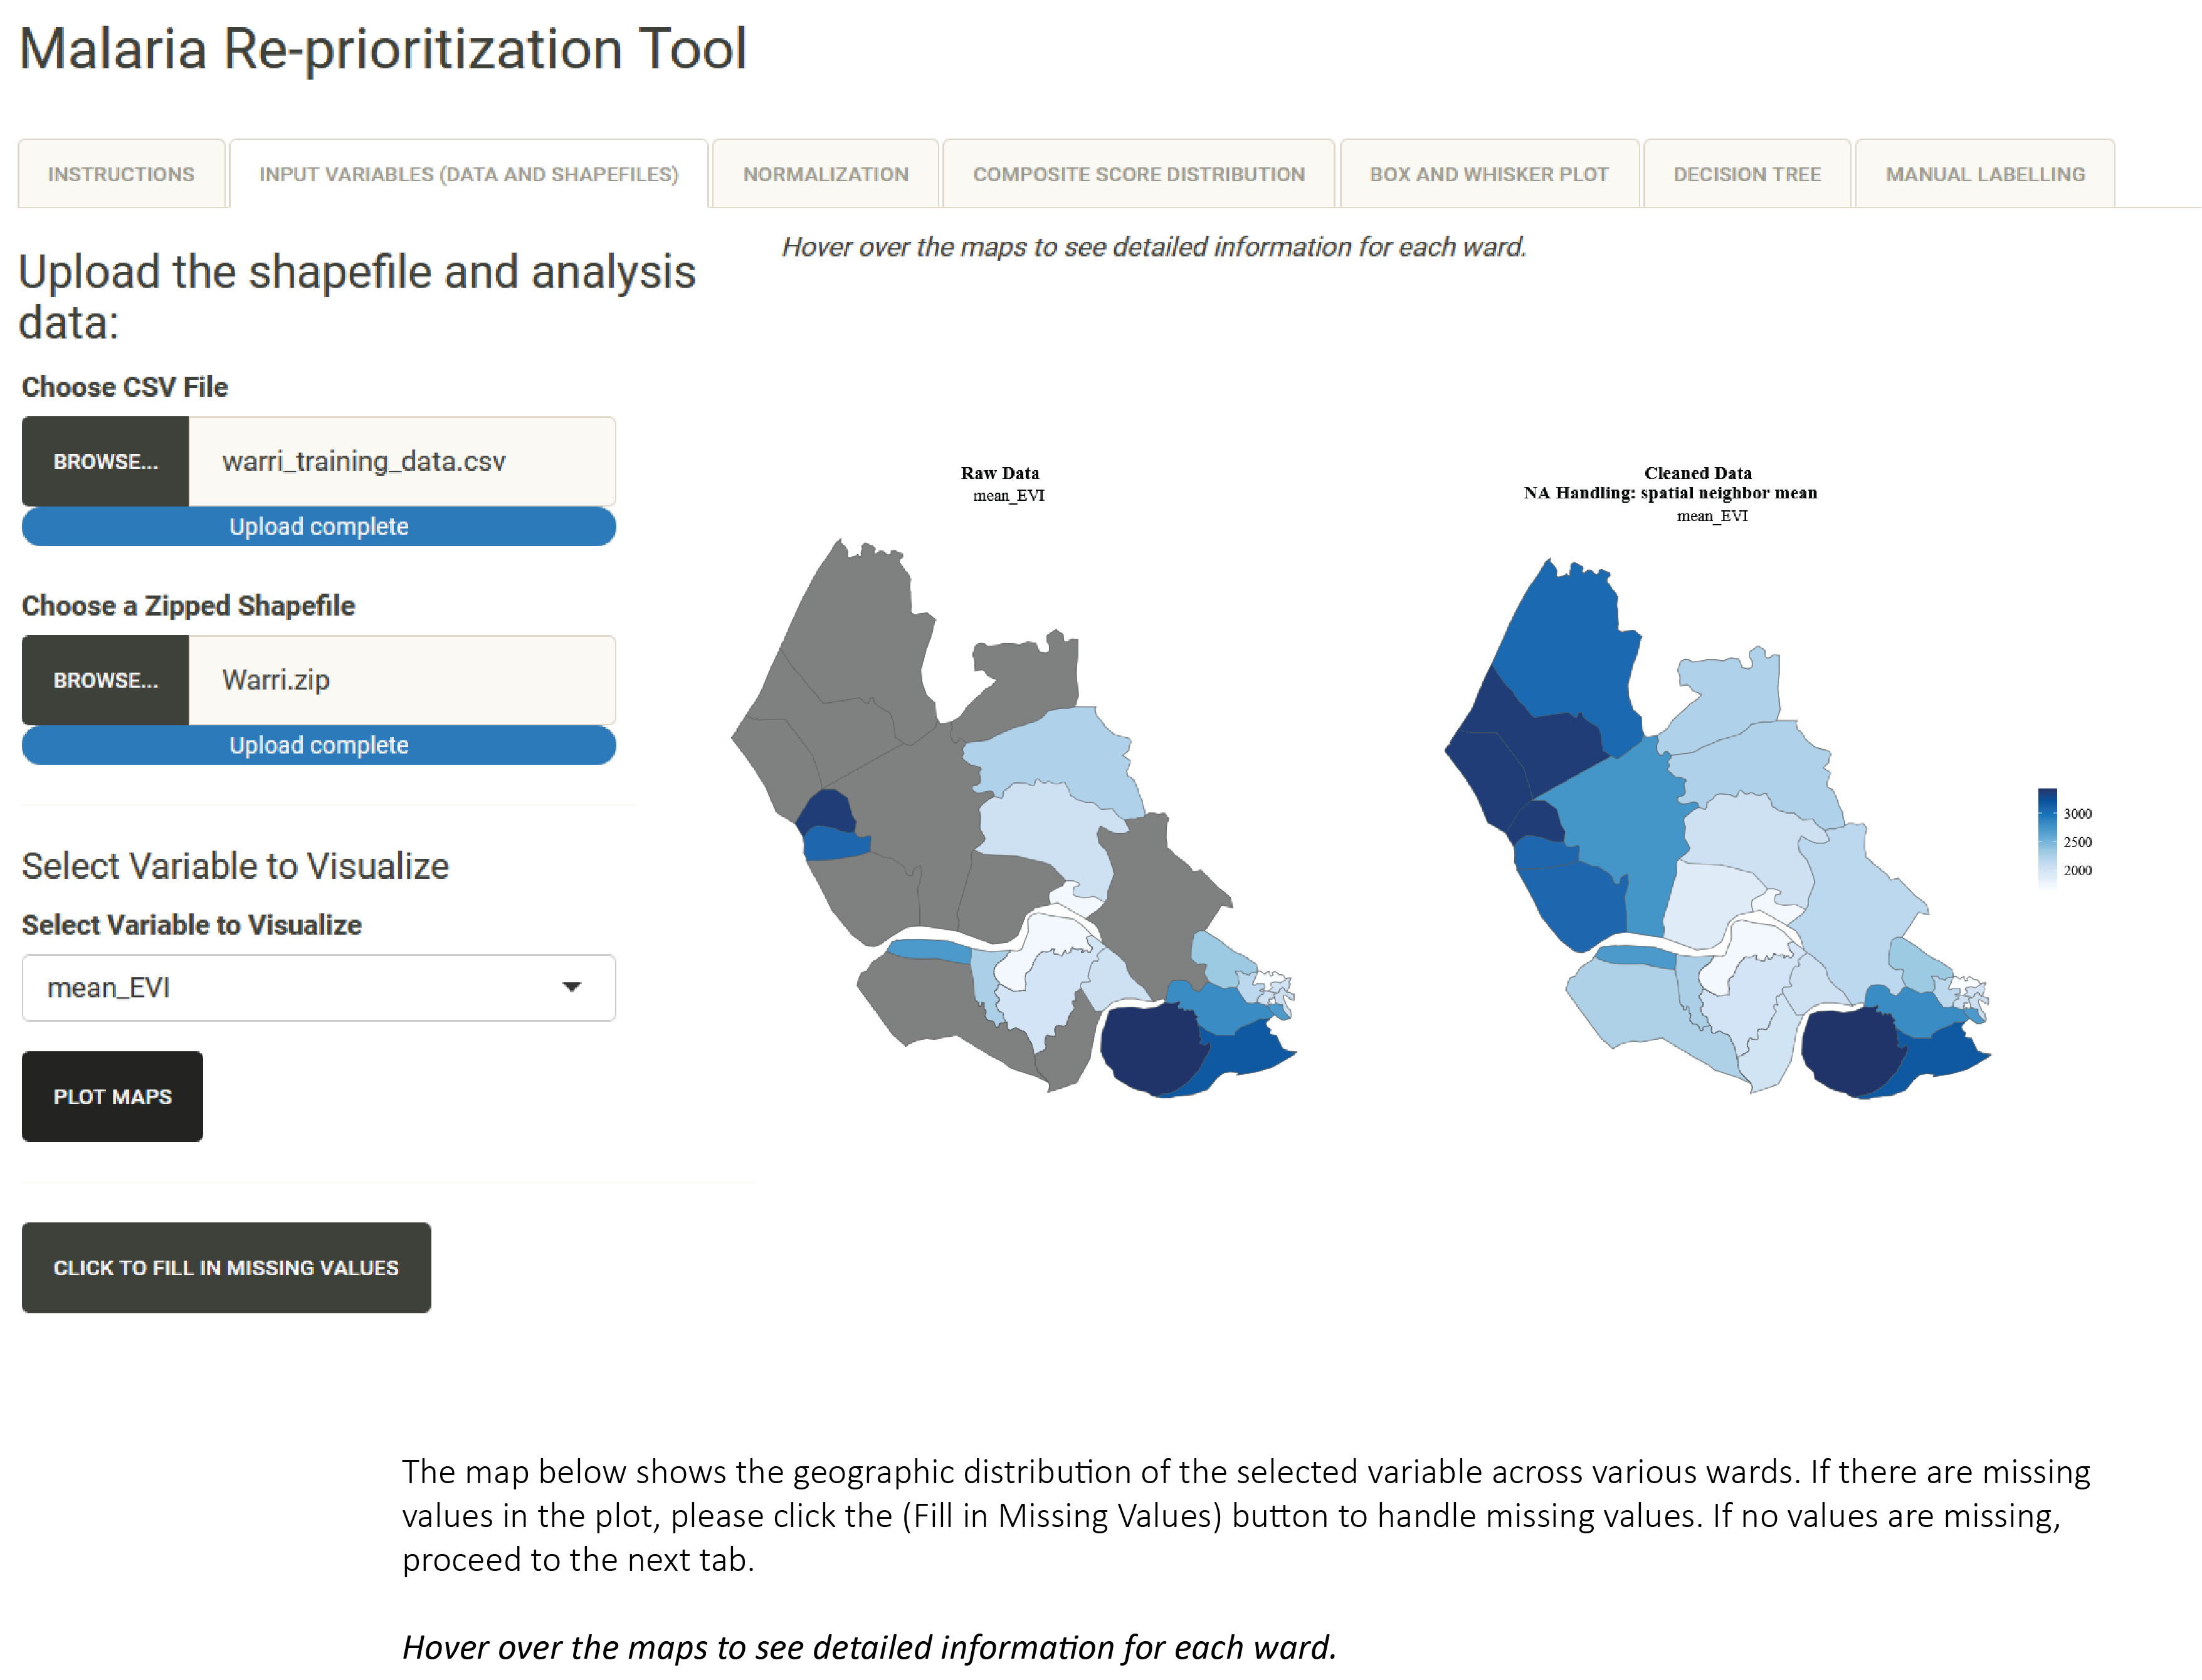 Malaria Re-prioritization Tool
INSTRUCTIONS
INPUT VARIABLES (DATA AND SHAPEFILES)
NORMALIZATION
COMPOSITE SCORE DISTRIBUTION
BOX AND WHISKER PLOT
DECISION TREE
MANUAL LABELLING
Upload the shapefile and analysis
data:
Choose CSV File
BROWSE...
warri_training_data.csv
Upload complete
Choose a Zipped Shapefile
BROWSE...
Warri.zip
Upload complete
Select Variable to Visualize
Select Variable to Visualize
mean_EVI
PLOT MAPS
CLICK TO FILL IN MISSING VALUES
Hover over the maps to see detailed information for each ward.
Raw Data
mean_EVI
Cleaned Data
NA Handling: spatial neighbor mean
mean_EVI
3000
2500
2000
The map below shows the geographic distribution of the selected variable across various wards. If there are missing
values in the plot, please click the (Fill in Missing Values) button to handle missing values. If no values are missing,
proceed to the next tab.
Hover over the maps to see detailed information for each ward.